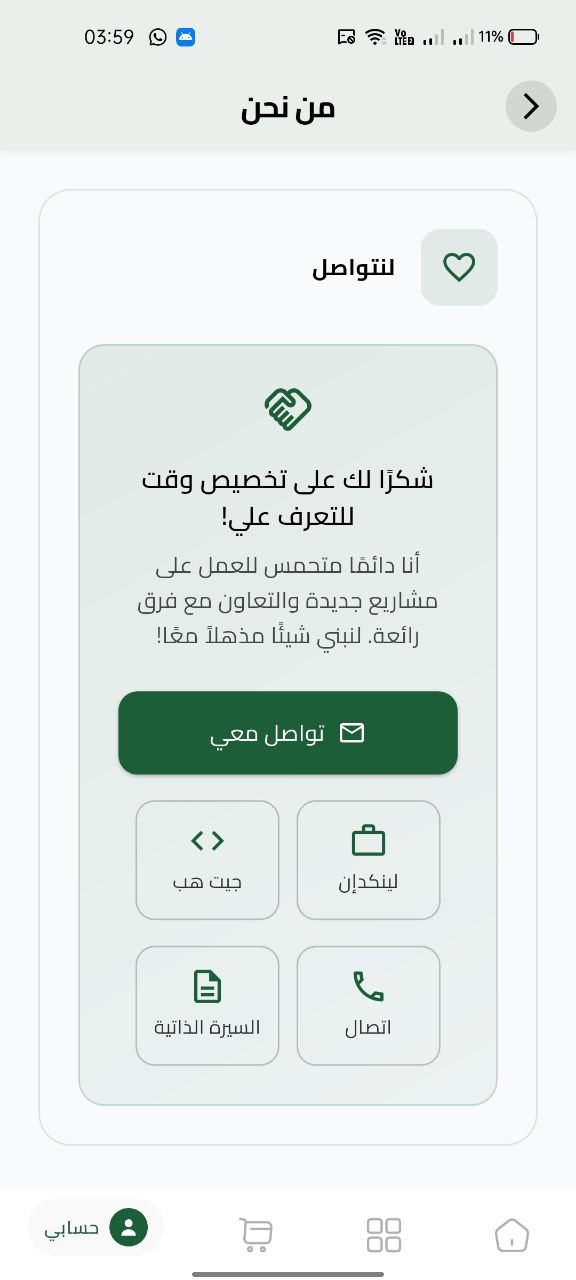 03:59
Vo LTE2
11%
من نحن
لنتواصل
شكرًا لك على تخصيص وقت
للتعرف علي!
أنا دائمًا متحمس للعمل على
مشاريع جديدة والتعاون مع فرق
رائعة. لنبني شيئًا مذهلاً معًا!
تواصل معي
لينكدإن
جيت هب
اتصال
السيرة الذاتية
حسابي